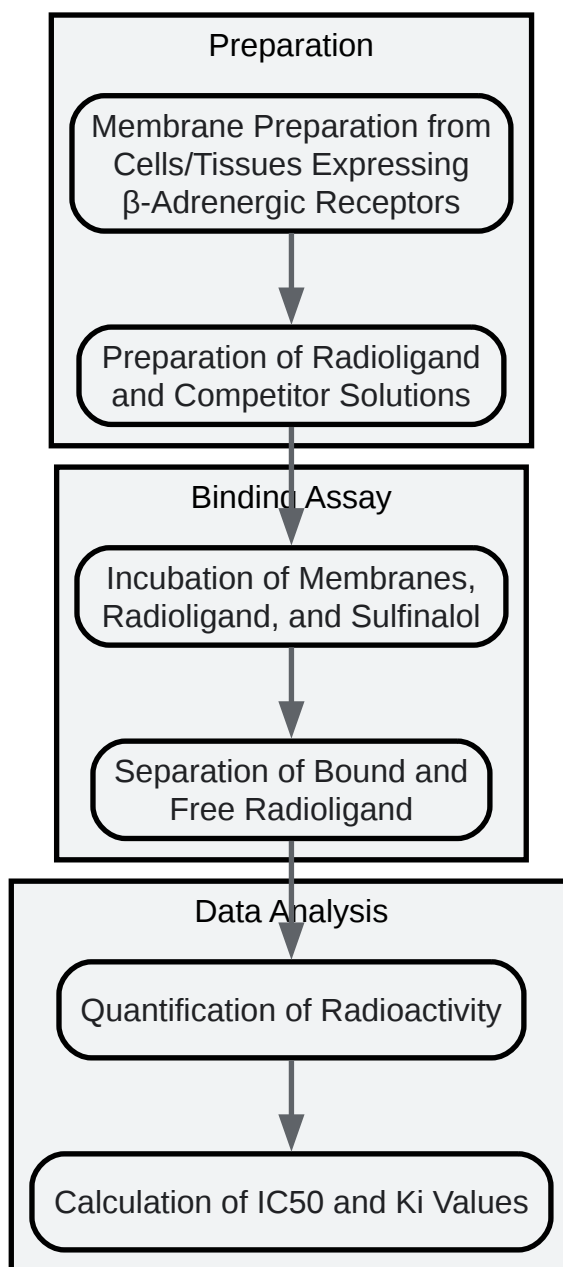 Preparation
Membrane Preparation from
Cells/Tissues Expressing
β-Adrenergic Receptors
Preparation of Radioligand
and Competitor Solutions
Binding Assay
Incubation of Membranes,
Radioligand, and Sulfinalol
Separation of Bound and
Free Radioligand
Data Analysis
Quantification of Radioactivity
Calculation of IC50 and Ki Values